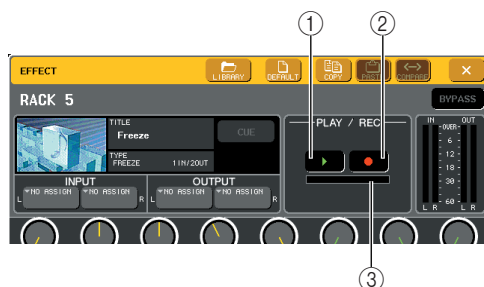 ① ②
EFFECT LIBRARY DEFAULT COPY PASTE COMPARE ×
RACK 5 BYPASS
TITLE
Freeze
CUE
TYPE
FREEZE 1IN/2OUT
PLAY / REC
IN OUT
OVER
6
12
18
30
60
L R L R
INPUT OUTPUT
L NO ASSIGN NO ASSIGN R L NO ASSIGN NO ASSIGN R
③